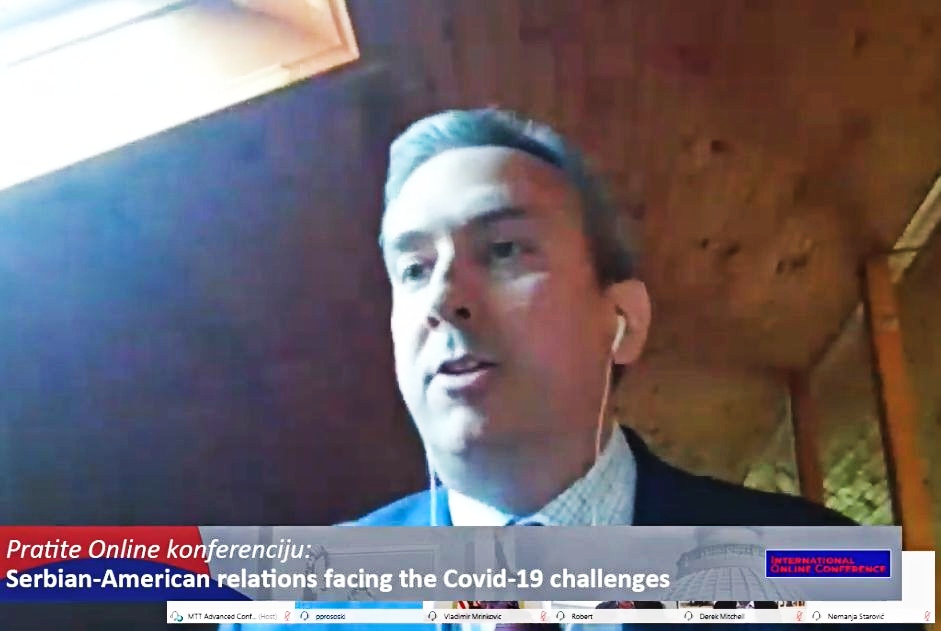 Pratite Online konferenciju:
Serbian-American relations facing the Covid-19 challenges
INTERNATIONAL
ONLINE CONFERENCE
MTT Advanced Conf... (Host)
pprososki
Vladimir Mirinkovic
Robert
Derek Mitchell
Nemanja Starović